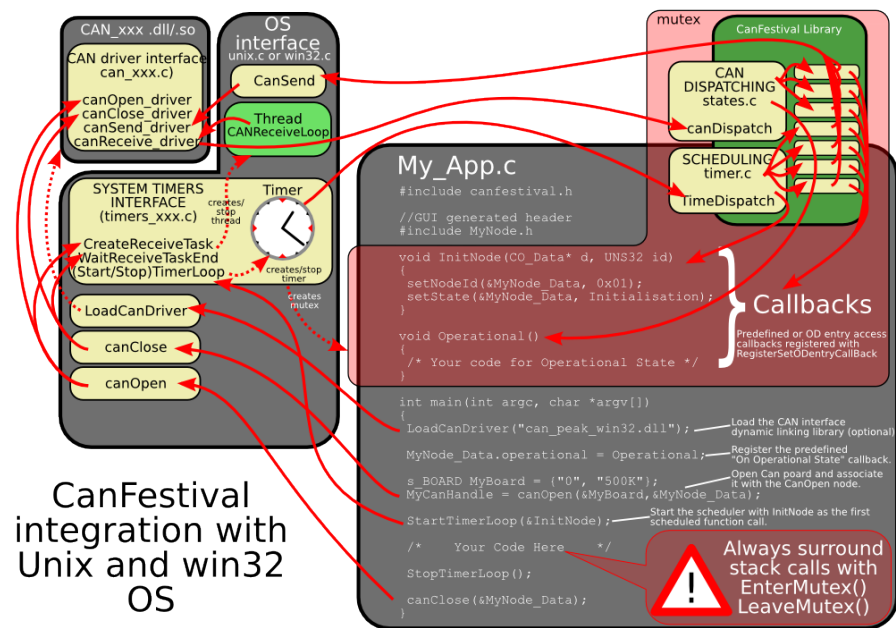 CAN_xxx .dll/.so
CAN driver interface
can_xxx.c)
canOpen_driver
canClose_driver
canSend_driver
canReceive_driver
OS
interface
unix.c or win32.c
CanSend
Thread
CANReceiveLoop
SYSTEM TIMERS
INTERFACE
(timers_xxx.c)
Timer
creates/
stop
thread
CreateReceiveTask
WaitReceiveTaskEnd
(Start/Stop)TimerLoop
creates/stop
timer
creates
mutex
LoadCanDriver
canClose
canOpen
mutex
CanFestival Library
CAN
DISPATCHING
states.c
canDispatch
SCHEDULING
timer.c
TimeDispatch
My_App.c
#include canfestival.h
//GUI generated header
#include MyNode.h
void InitNode(CO_Data* d, UNS32 id)
{
setNodeId(&MyNode_Data, 0x01);
setState(&MyNode_Data, Initialisation);
}
void Operational()
{
/* Your code for Operational State */
}
}
Callbacks
Predefined or OD entry access
callbacks registered with
RegisterSetODentryCallBack
int main(int argc, char *argv[])
{
LoadCanDriver("can_peak_win32.dll");
Load the CAN interface
dynamic linking library (optional)
MyNode_Data.operational = Operational;
Register the predefined
"On Operational State" callback.
s_BOARD MyBoard = {"0", "500K"};
MyCanHandle = canOpen(&MyBoard,&MyNode_Data);
Open Can poard and associate
it with the CanOpen node.
StartTimerLoop(&InitNode);
Start the scheduler with InitNode as the first
scheduled function call.
/* Your Code Here */
StopTimerLoop();
canClose(&MyNode_Data);
}
!
Always surround
stack calls with
EnterMutex()
LeaveMutex()
CanFestival
integration with
Unix and win32
OS